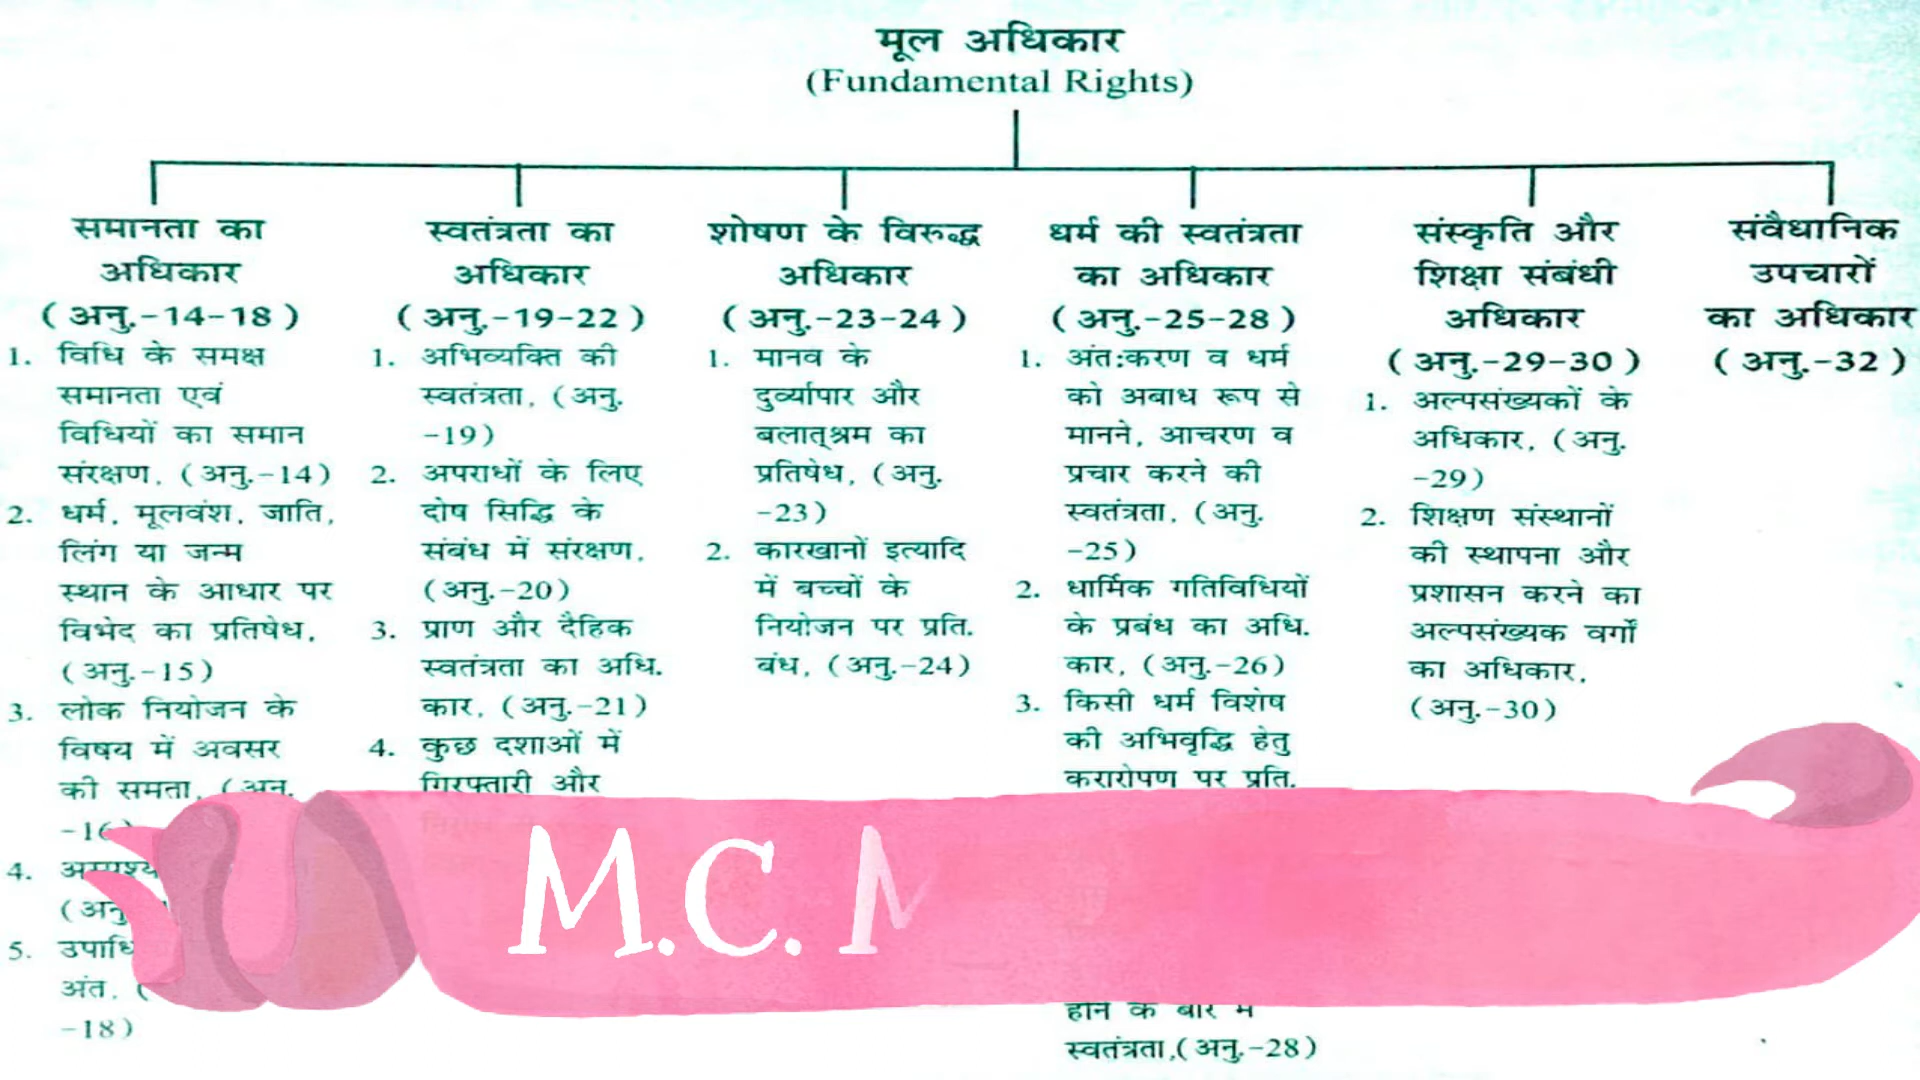 मूल अधिकार
(Fundamental Rights)
समानता का
अधिकार
(अनु.-14-18)
1. विधि के समक्ष
समानता एवं
विधियों का समान
संरक्षण, (अनु.-14)
2. धर्म, मूलवंश, जाति,
लिंग या जन्म
स्थान के आधार पर
विभेद का प्रतिषेध,
(अनु.-15)
3. लोक नियोजन के
विषय में अवसर
की समता, (अनु.
-16)
4.
5.
अंत. (
-18)
स्वतंत्रता का
अधिकार
(अनु.-19-22)
1. अभिव्यक्ति की
स्वतंत्रता, (अनु.
-19)
2. अपराधों के लिए
दोष सिद्धि के
संबंध में संरक्षण,
(अनु.-20)
3. प्राण और दैहिक
स्वतंत्रता का अधि.
कार, (अनु.-21)
4. कुछ दशाओं में
गिरफ्तारी और
शोषण के विरुद्ध
अधिकार
(अनु.-23-24)
1. मानव के
दुर्व्यापार और
बलात्श्रम का
प्रतिषेध, (अनु.
-23)
2. कारखानों इत्यादि
में बच्चों के
नियोजन पर प्रति.
बंध, (अनु.-24)
धर्म की स्वतंत्रता
का अधिकार
(अनु.-25-28)
1. अंत:करण व धर्म
को अबाध रूप से
मानने, आचरण व
प्रचार करने की
स्वतंत्रता, (अनु.
-25)
2. धार्मिक गतिविधियों
के प्रबंध का अधि.
कार, (अनु.-26)
3. किसी धर्म विशेष
की अभिवृद्धि हेतु
करारोपण पर प्रति.
होने के बारे में
स्वतंत्रता,(अनु.-28)
संस्कृति और
शिक्षा संबंधी
अधिकार
(अनु.-29-30)
1. अल्पसंख्यकों के
अधिकार, (अनु.
-29)
2. शिक्षण संस्थानों
की स्थापना और
प्रशासन करने का
अल्पसंख्यक वर्गों
का अधिकार,
(अनु.-30)
संवैधानिक
उपचारों
का अधिकार
(अनु.-32)
M.C. M